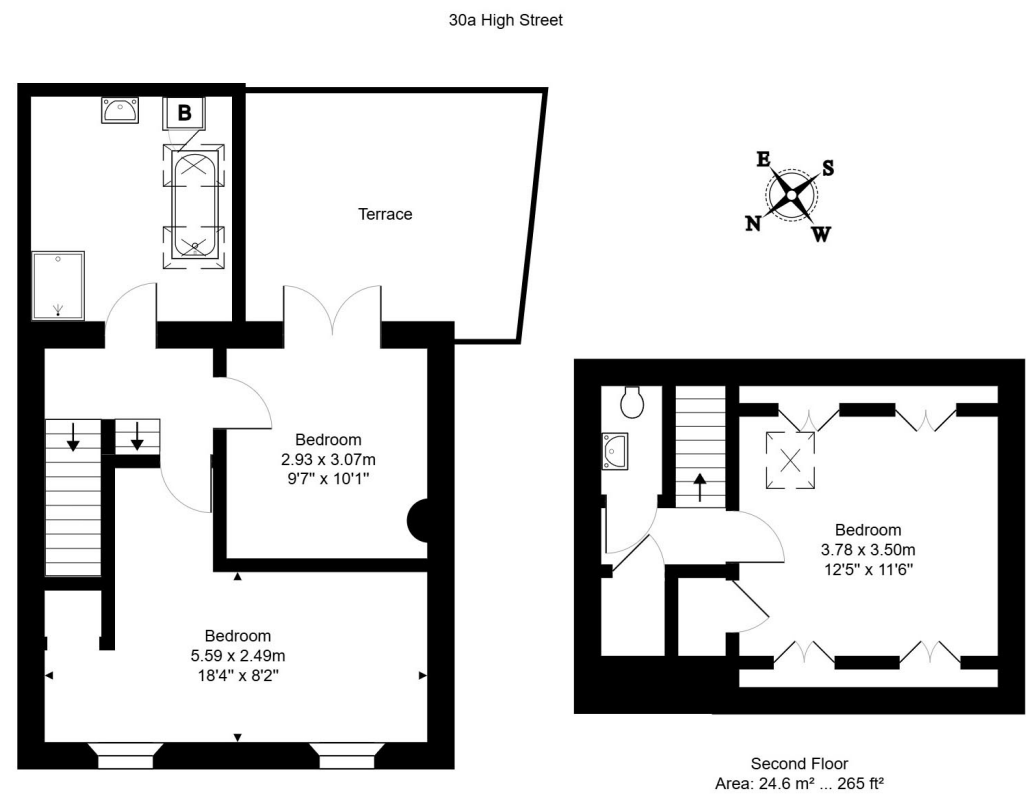 30a High Street
B
Terrace
E
S
N
W
Bedroom
2.93 x 3.07m
9'7" x 10'1"
Bedroom
5.59 x 2.49m
18'4" x 8'2"
Bedroom
3.78 x 3.50m
12'5" x 11'6"
Second Floor
Area: 24.6 m² ... 265 ft²